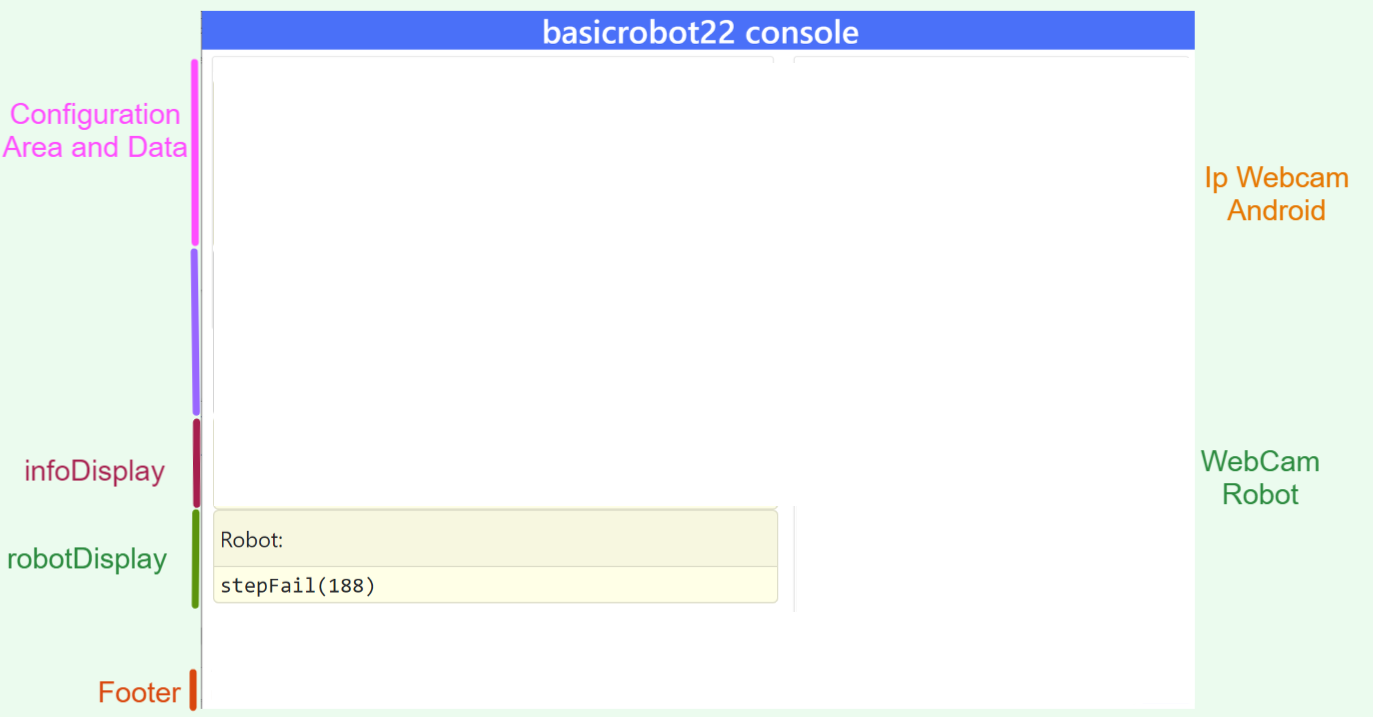 basicrobot22 console
Configuration
Area and Data
Ip Webcam
Android
infoDisplay
WebCam
Robot
Robot:
robotDisplay
stepFail(188)
Footer